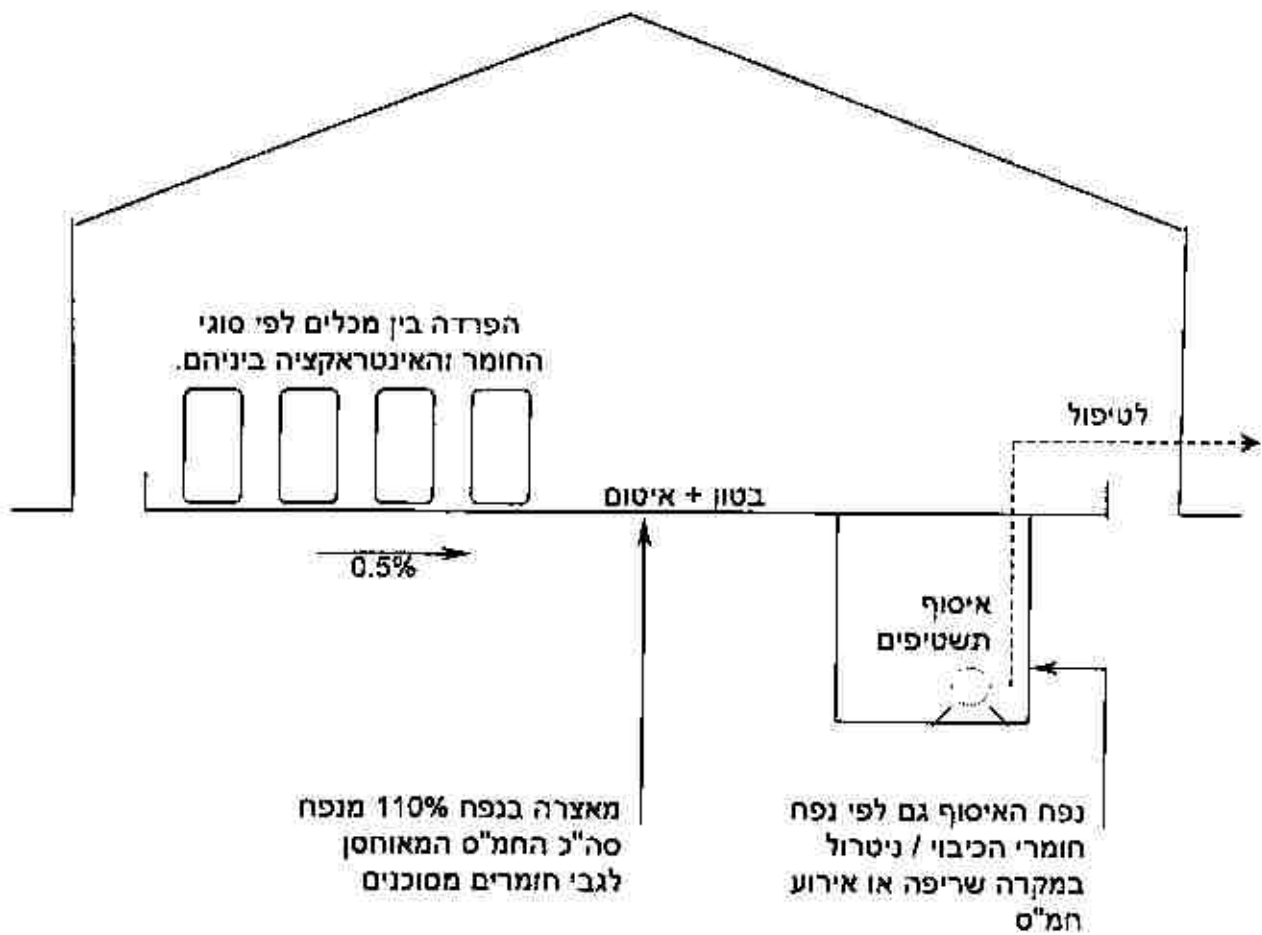 הפרדה בין מכלים לפי סוגי
החומר והאינטראקציה ביניהם.
לטיפול
בטון + איטום
0.5%
איסוף
תשטיפים
מאצרה בנפח 110% מנפח
סה"כ החמ"ס המאוחסן
לגבי חומרים מסוכנים
נפח האיסוף גם לפי נפח
חומרי הכיבוי / ניטרול
במקרה שריפה או אירוע
חמ"ס